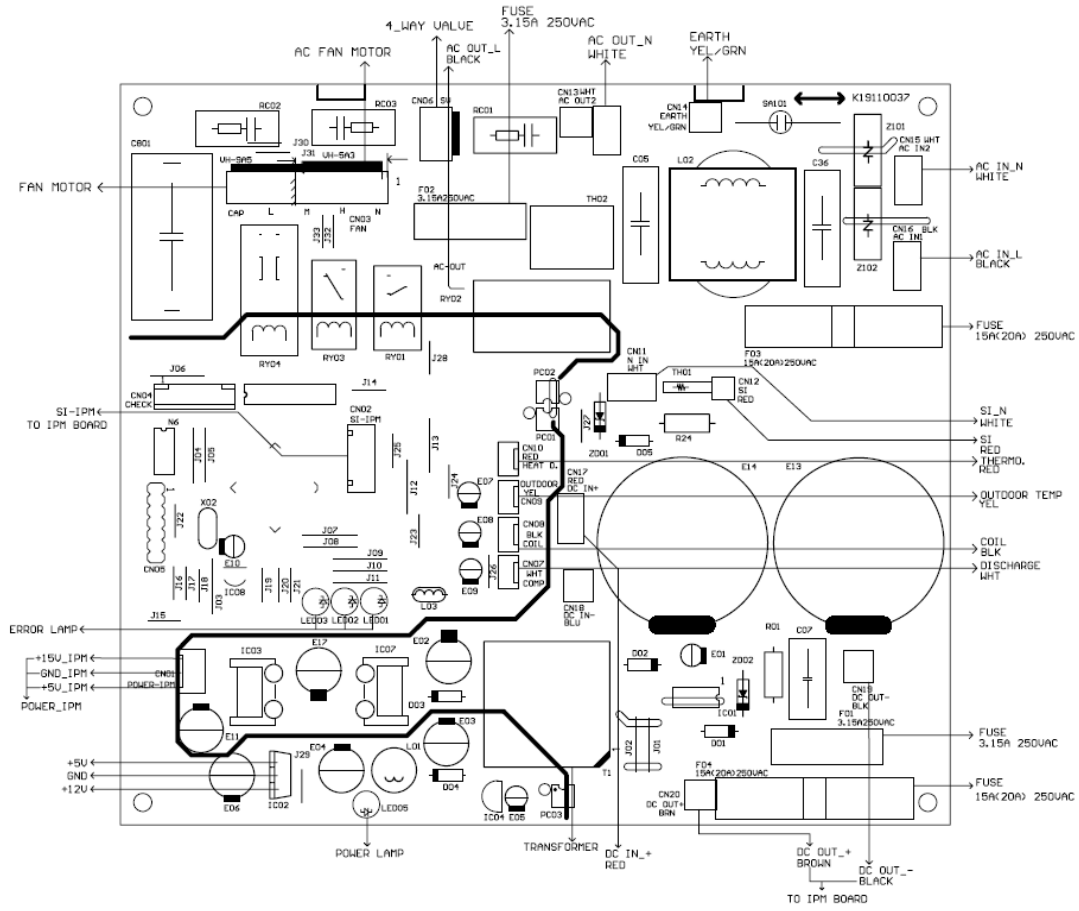 FUSE
3.15A 250VAC
4_WAY VALVE
AC OUT_L
BLACK
AC OUT_N
WHITE
EARTH
YEL/GRN
AC FAN MOTOR
RC02
RC03
CN06 SV
RC01
CN13 WHT
AC OUT2
CN14
EARTH
YEL/GRN
SA101
K19110037
Z101
CN15 WHT
AC IN2
C801
J30
J31
VH-9A5
VH-5A3
1
FAN MOTOR
CAP
L
M
H
N
CN03
FAN
J33
J32
F02
3.15A250VAC
TH02
C05
L02
C36
AC IN_N
WHITE
CN16 BLK
AC IN1
Z102
AC IN_L
BLACK
AC-OUT
RY02
RY04
RY03
RY01
J28
FUSE
15A(20A) 250VAC
F03
15A(20A)250VAC
CN11
N IN
WHT
TH01
CN12
SI
RED
PC02
PC01
J06
1
CN04
CHECK
J14
SI-IPM
TO IPM BOARD
CN02
SI-IPM
N6
J04
J05
J25
J13
J12
J24
J27
ZD01
D05
R24
SI_N
WHITE
SI
RED
CN10
RED
HEAT D.
THERMO.
RED
CN17
RED
DC IN+
E14
E13
E07
OUTDOOR
YEL
CN09
OUTDOOR TEMP
YEL
1
X02
J22
CN05
E10
IC08
E08
J23
CN08
BLK
COIL
COIL
BLK
J07
J08
J09
J10
J11
E09
J26
CN07
WHT
COMP
DISCHARGE
WHT
J16
J17
J18
J03
J19
J20
J21
J15
L03
CN18
DC IN-
BLU
LED03
LED02
LED01
ERROR LAMP
E17
E02
IC03
IC07
D02
E01
ZD02
R01
C07
+15V_IPM
GND_IPM
+5V_IPM
POWER_IPM
CN01
POWER-IPM
D03
1
IC01
CN19
DC OUT-
BLK
F01
3.15A250VAC
E11
E03
D01
J02
J01
FUSE
3.15A 250VAC
+5V
GND
+12V
J29
E04
L01
D04
T1
F04
15A(20A)250VAC
E06
IC02
LED05
IC04
E05
PC03
CN20
DC OUT+
BRN
FUSE
15A(20A) 250VAC
POWER LAMP
TRANSFORMER
DC IN_+
RED
DC OUT_+
BROWN
DC OUT_-
BLACK
TO IPM BOARD